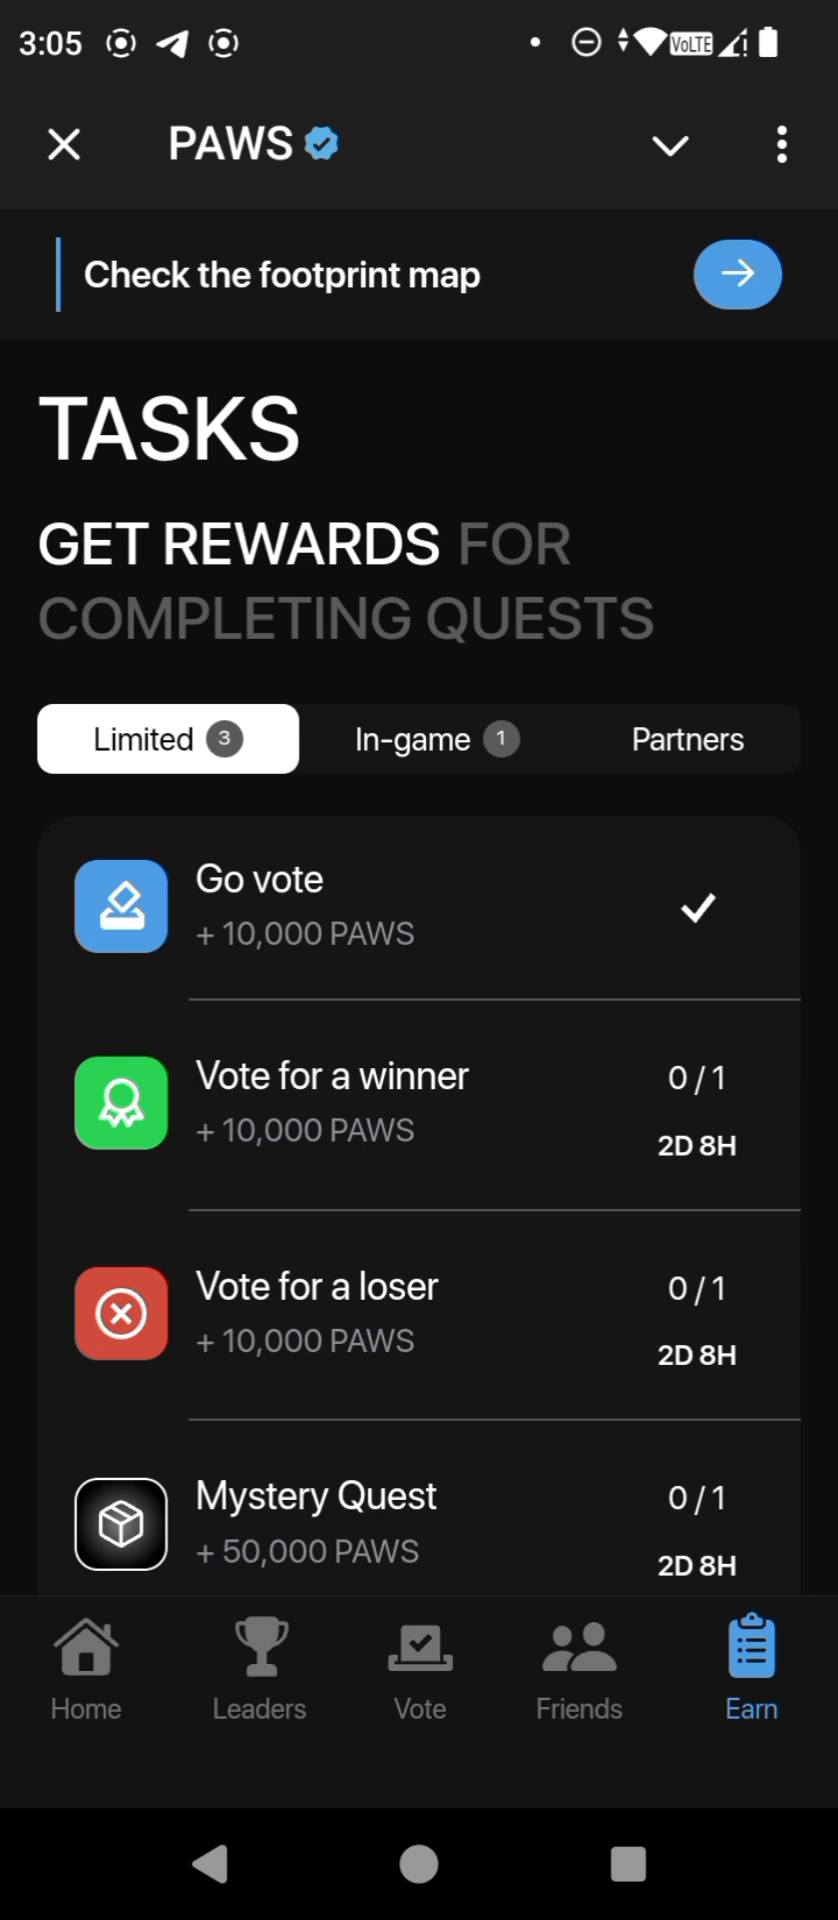 3:05
VoLTE
PAWS
Check the footprint map
TASKS
GET REWARDS FOR
COMPLETING QUESTS
Limited 3 In-game 1 Partners
Go vote
+ 10,000 PAWS
Vote for a winner
0 / 1
+ 10,000 PAWS
2D 8H
Vote for a loser
0 / 1
+ 10,000 PAWS
2D 8H
Mystery Quest
0 / 1
+ 50,000 PAWS
2D 8H
Home Leaders Vote Friends Earn